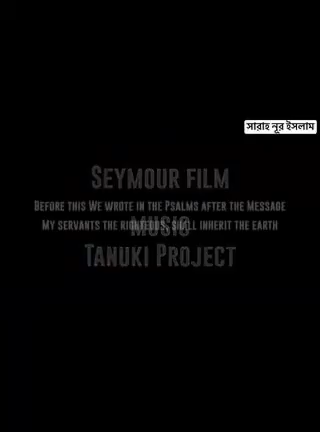 সারাহ নূর ইসলাম
Seymour film
Before this We wrote in the Psalms after the Message
My servants the righteous, shall inherit the earth
music
Tanuki Project